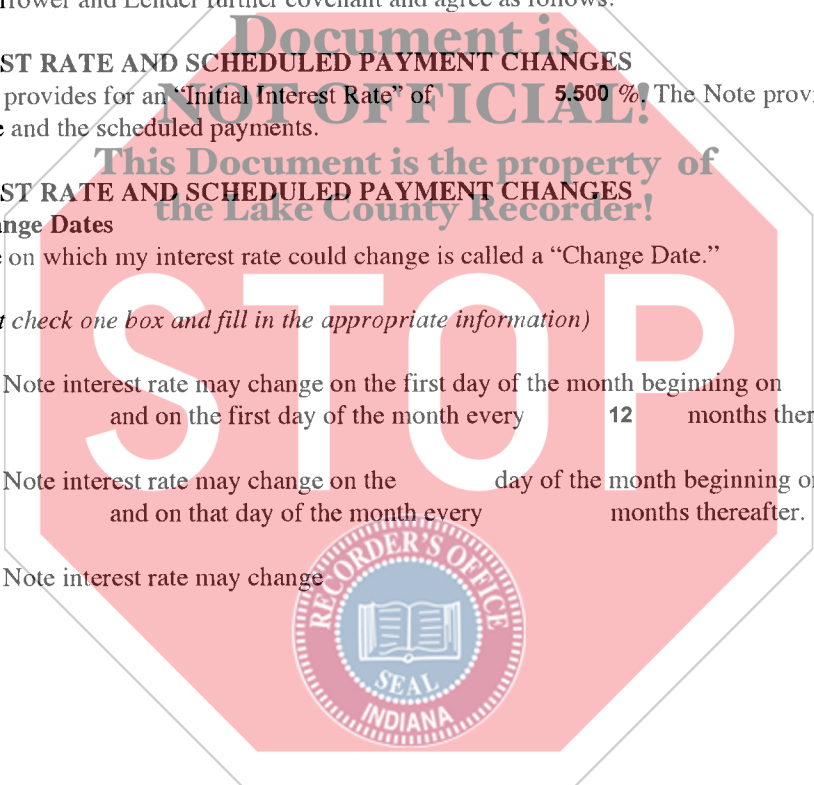 rrower and Lender further covenant and agree as follows:
Document is
ST RATE AND SCHEDULED PAYMENT CHANGES
provides for an “Initial Interest Rate” of 5.500 %. The Note provi
NOT OFFICIAL!
e and the scheduled payments.
This Document is the property of
ST RATE AND SCHEDULED PAYMENT CHANGES
the Lake County Recorder!
nge Dates
e on which my interest rate could change is called a “Change Date.”
STOP
t check one box and fill in the appropriate information)
Note interest rate may change on the first day of the month beginning on
and on the first day of the month every 12 months ther
Note interest rate may change on the day of the month beginning on
and on that day of the month every months thereafter.
Note interest rate may change
RECORDER'S OFFICE
SEAL
INDIANA